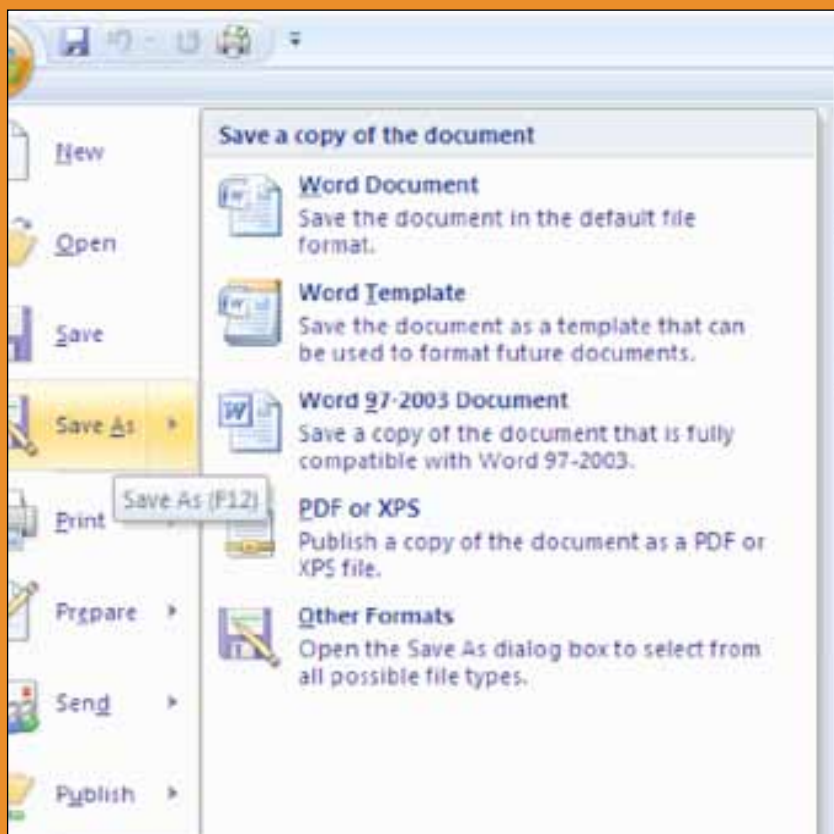 New
Open
Save
Save As
Save As (F12)
Print
Prepare
Send
Publish
Save a copy of the document
Word Document
Save the document in the default file
format.
Word Template
Save the document as a template that can
be used to format future documents.
Word 97-2003 Document
Save a copy of the document that is fully
compatible with Word 97-2003.
PDF or XPS
Publish a copy of the document as a PDF or
XPS file.
Other Formats
Open the Save As dialog box to select from
all possible file types.